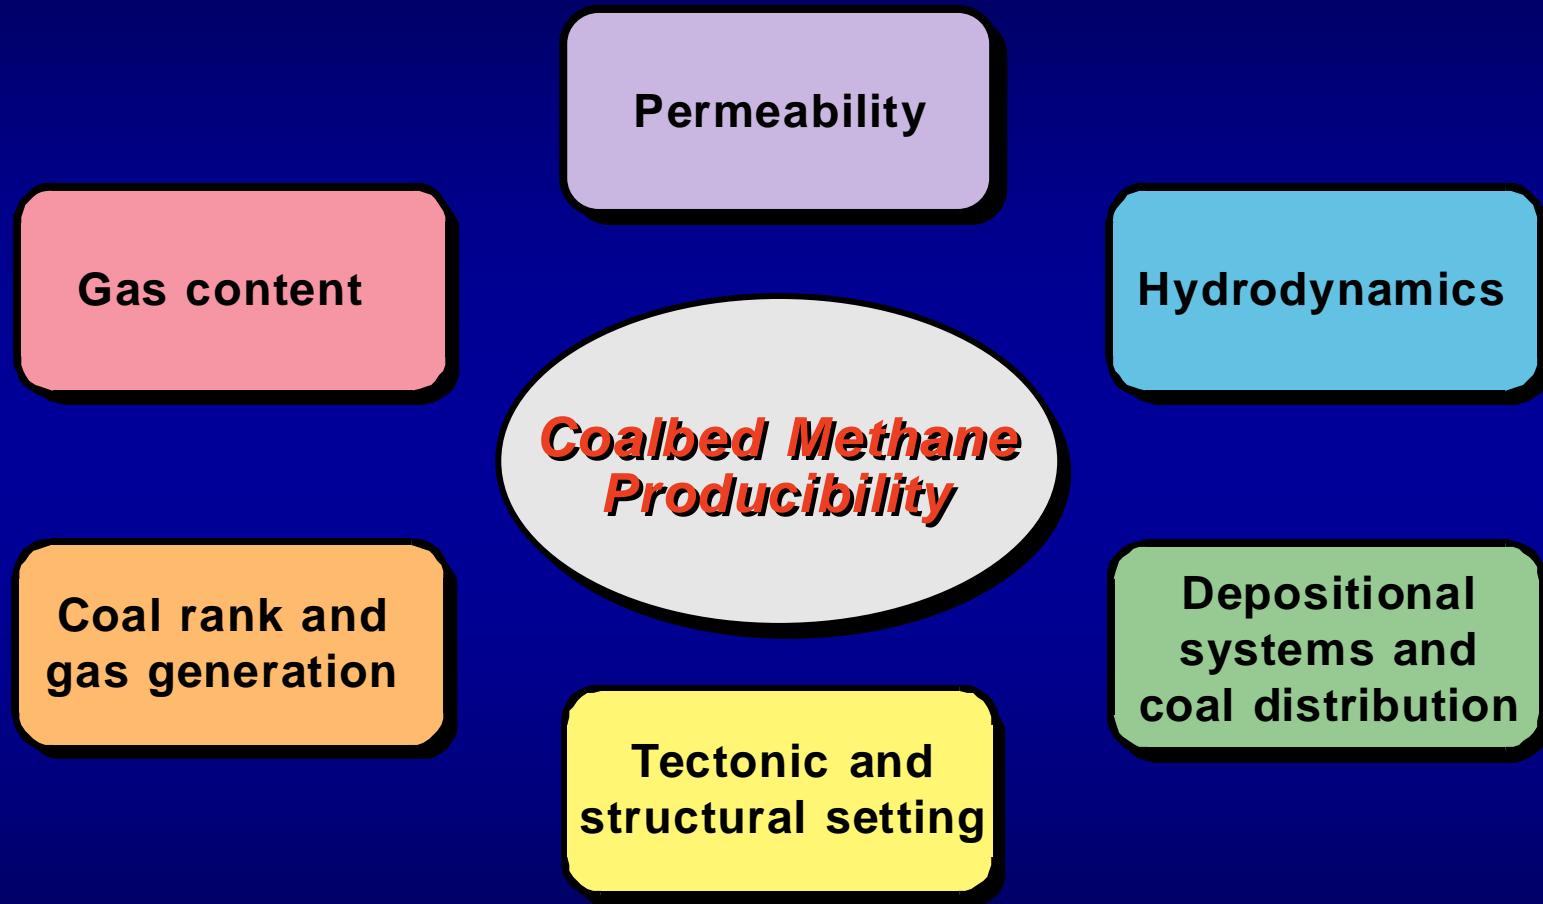 Permeability
Gas content
Hydrodynamics
Coalbed Methane
Producibility
Coal rank and
gas generation
Depositional
systems and
coal distribution
Tectonic and
structural setting